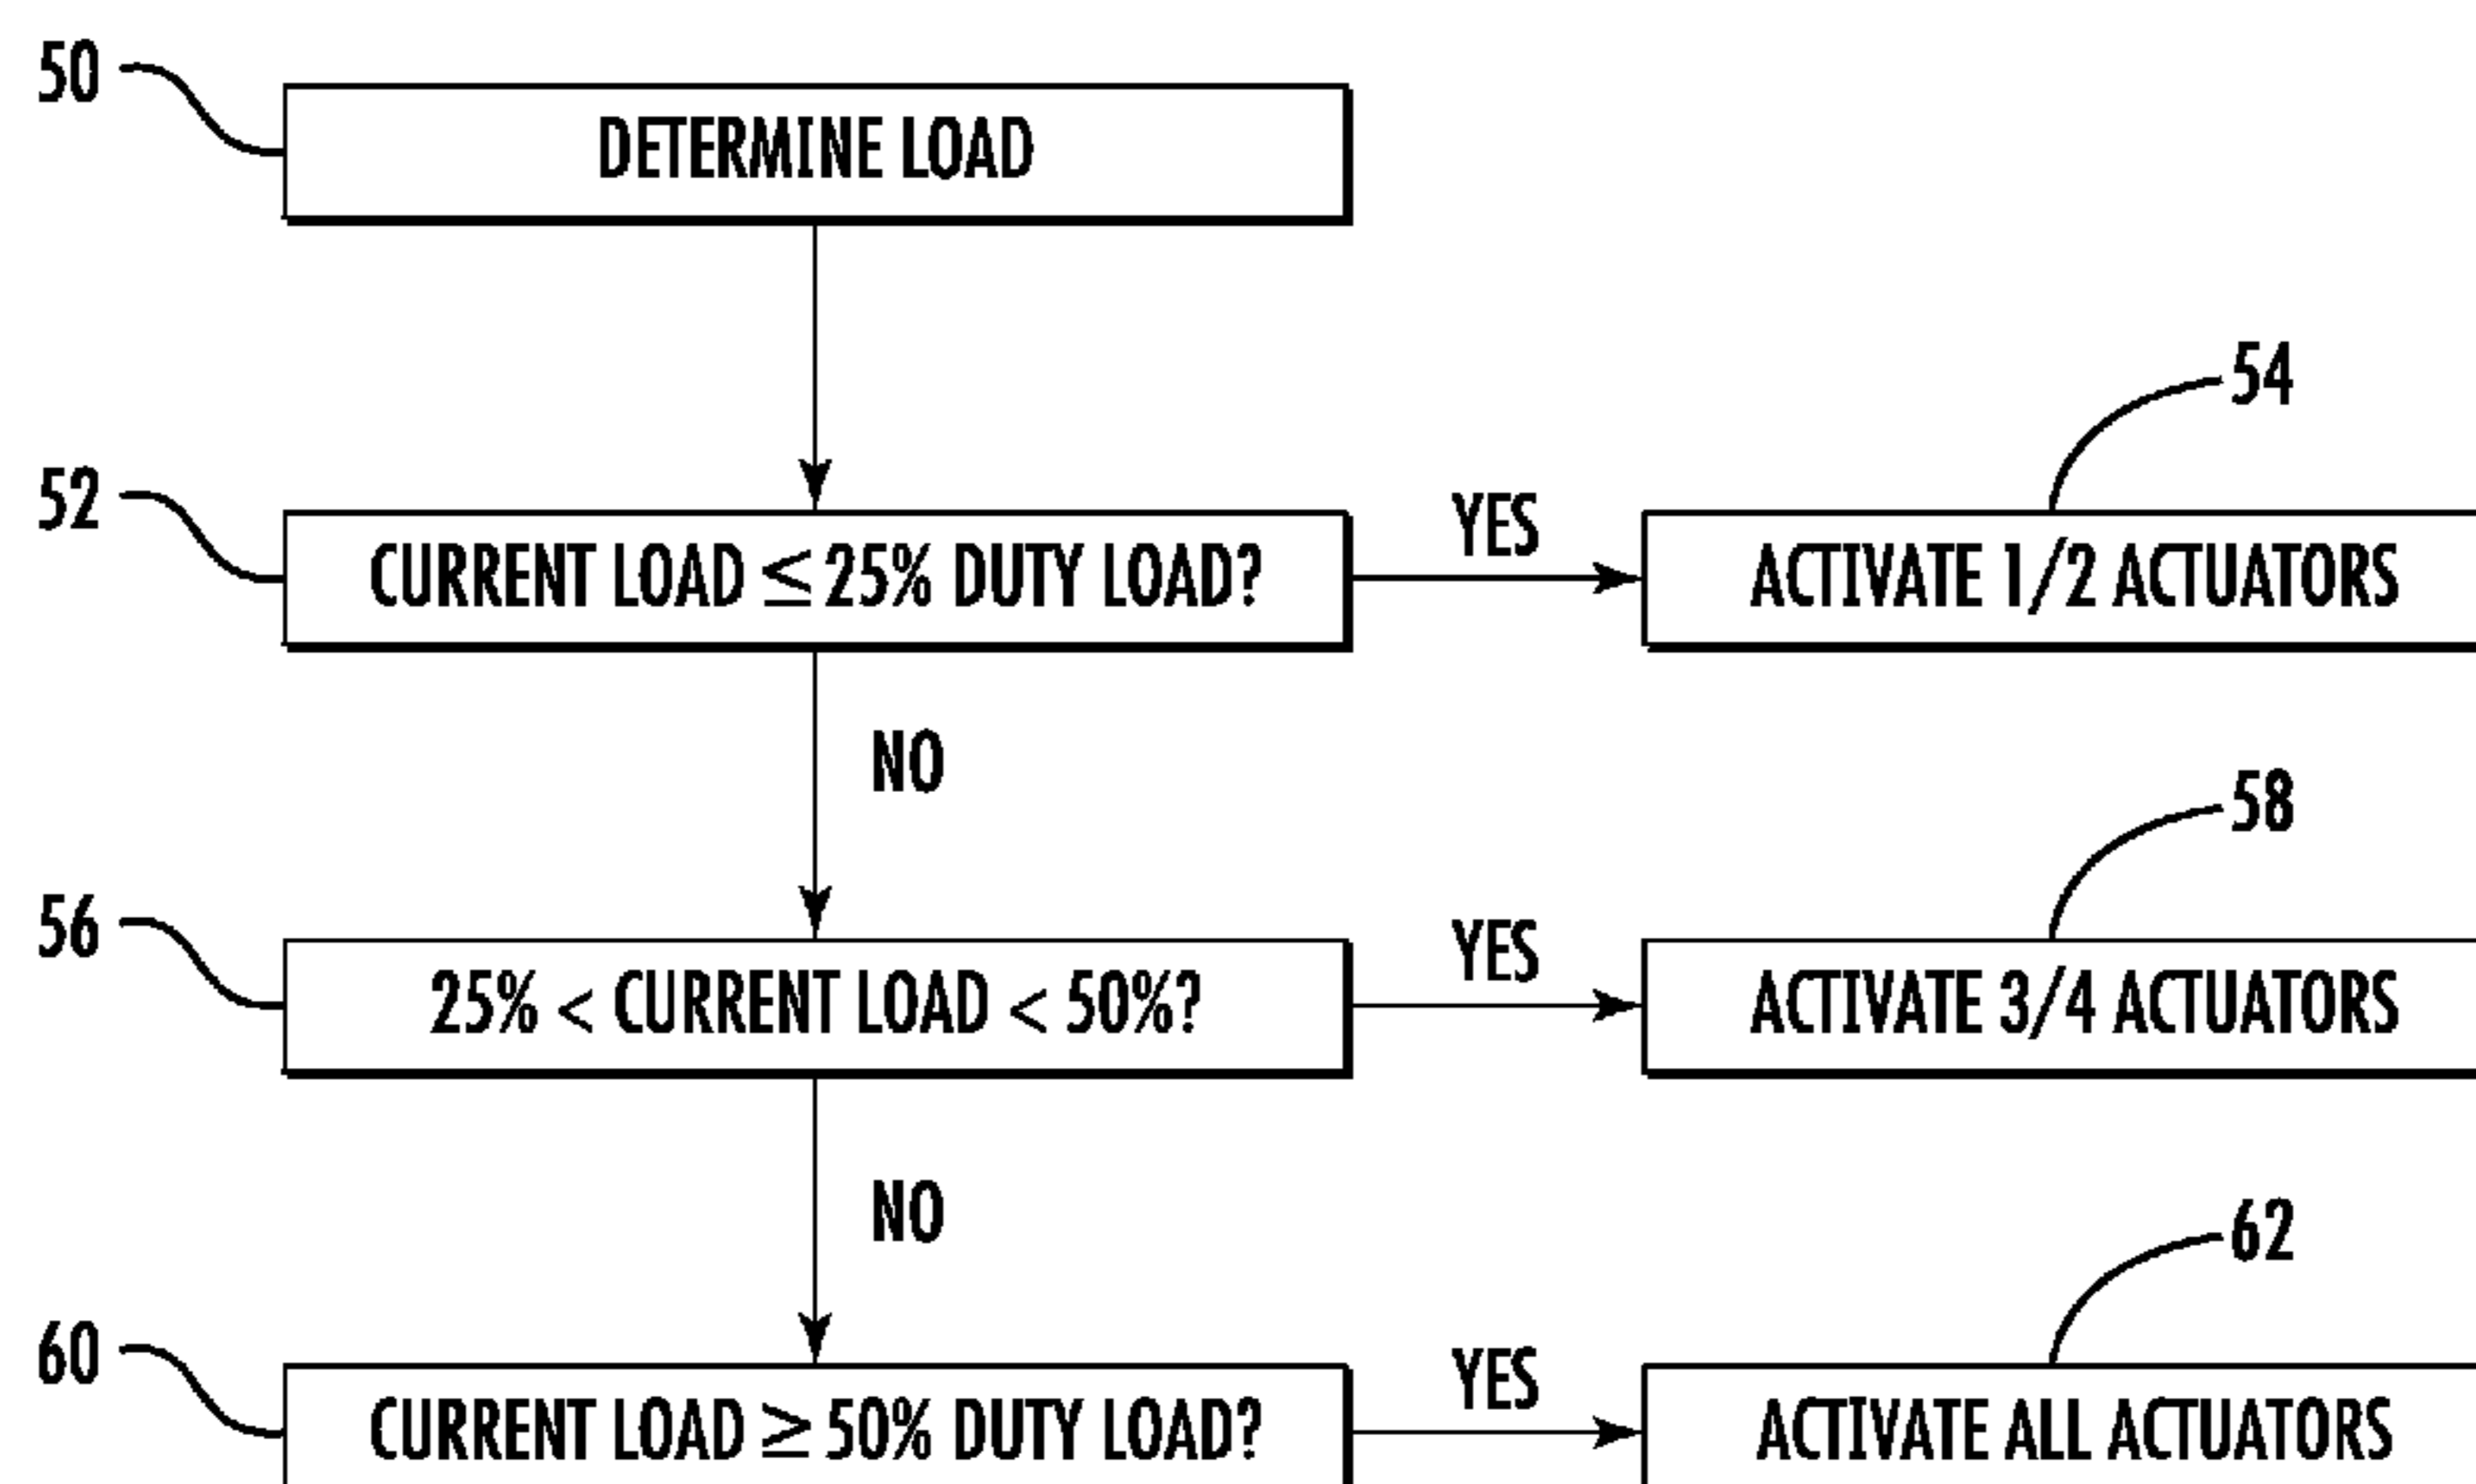 50
DETERMINE LOAD
54
52
CURRENT LOAD ≤ 25% DUTY LOAD?
YES
ACTIVATE 1/2 ACTUATORS
NO
58
56
25% < CURRENT LOAD < 50%?
YES
ACTIVATE 3/4 ACTUATORS
NO
62
60
CURRENT LOAD ≥ 50% DUTY LOAD?
YES
ACTIVATE ALL ACTUATORS